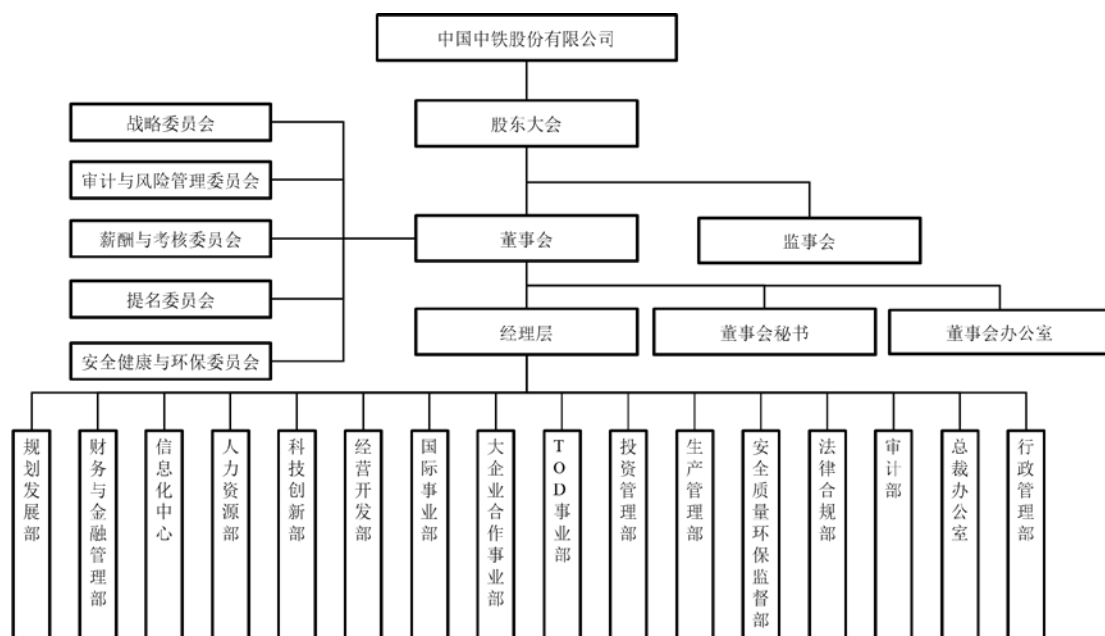 中国中铁股份有限公司
股东大会
战略委员会
审计与风险管理委员会
薪酬与考核委员会
提名委员会
安全健康与环保委员会
董事会
监事会
经理层
董事会秘书
董事会办公室
规划发展部
财务与金融管理部
信息化中心
人力资源部
科技创新部
经营开发部
国际事业部
大企业合作事业部
TOD事业部
投资管理部
生产管理部
安全质量环保监督部
法律合规部
审计部
总裁办公室
行政管理部